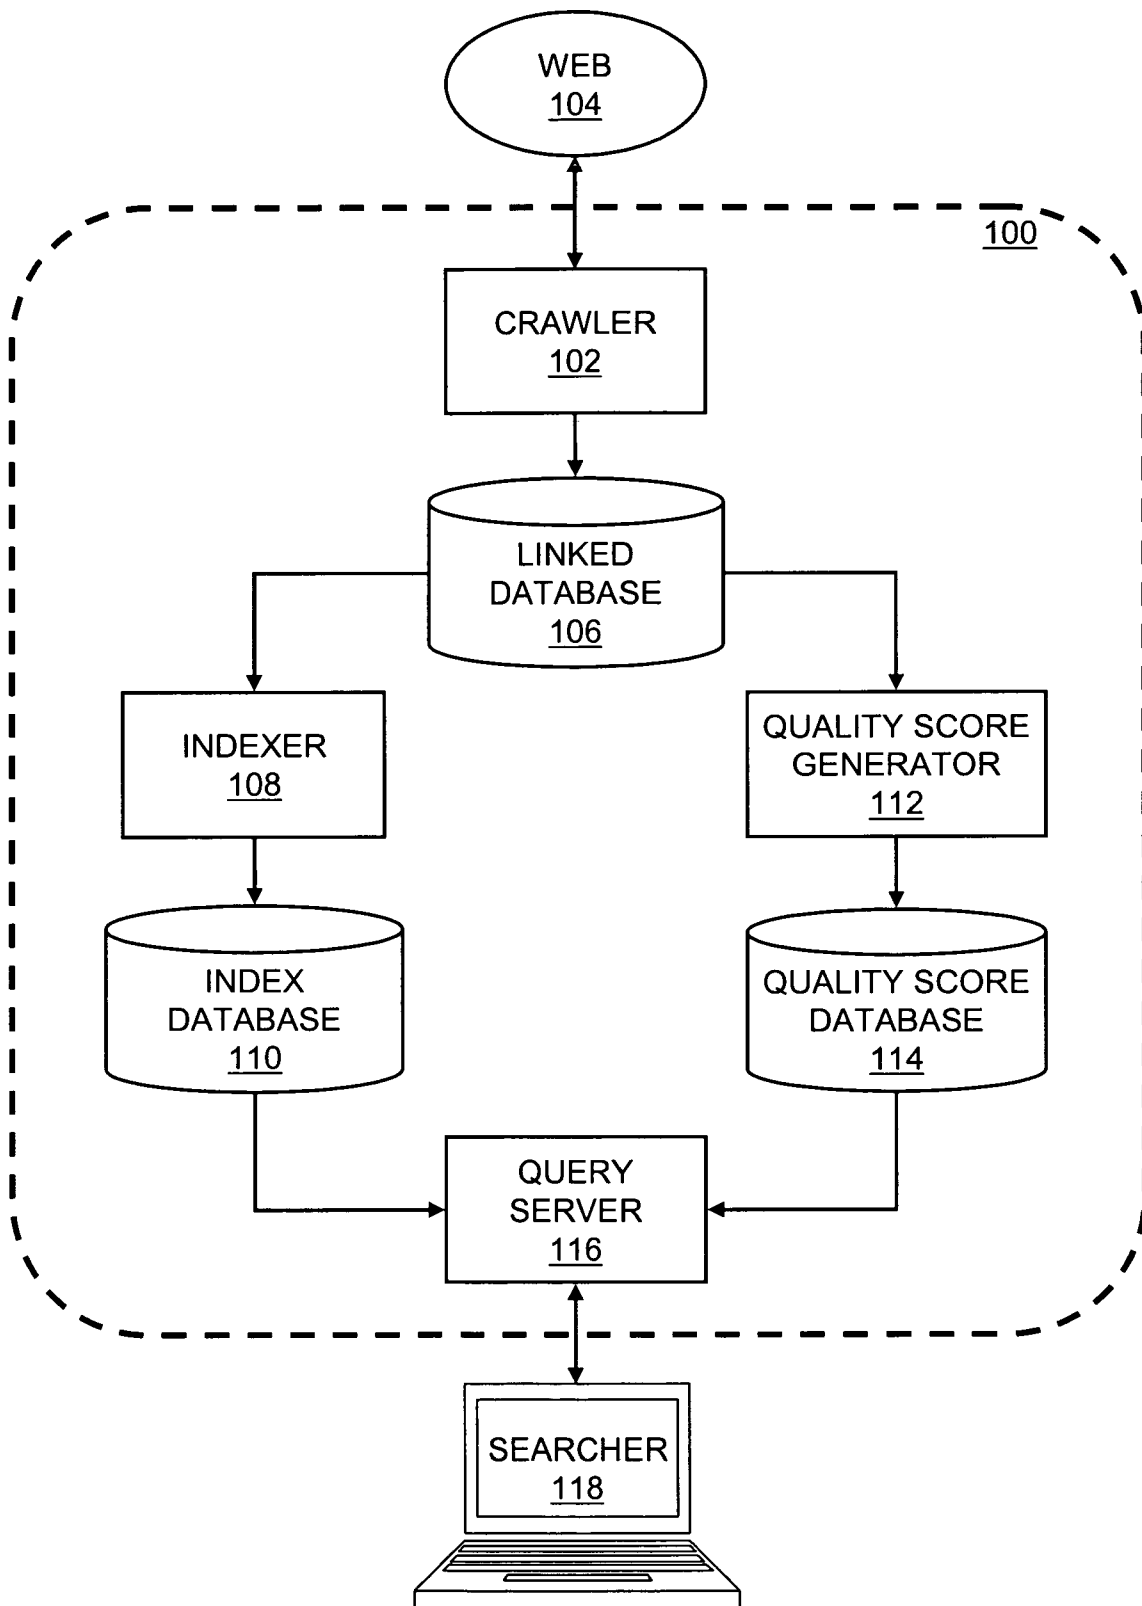 WEB
104
100
CRAWLER
102
LINKED
DATABASE
106
INDEXER
108
QUALITY SCORE
GENERATOR
112
INDEX
DATABASE
110
QUALITY SCORE
DATABASE
114
QUERY
SERVER
116
SEARCHER
118